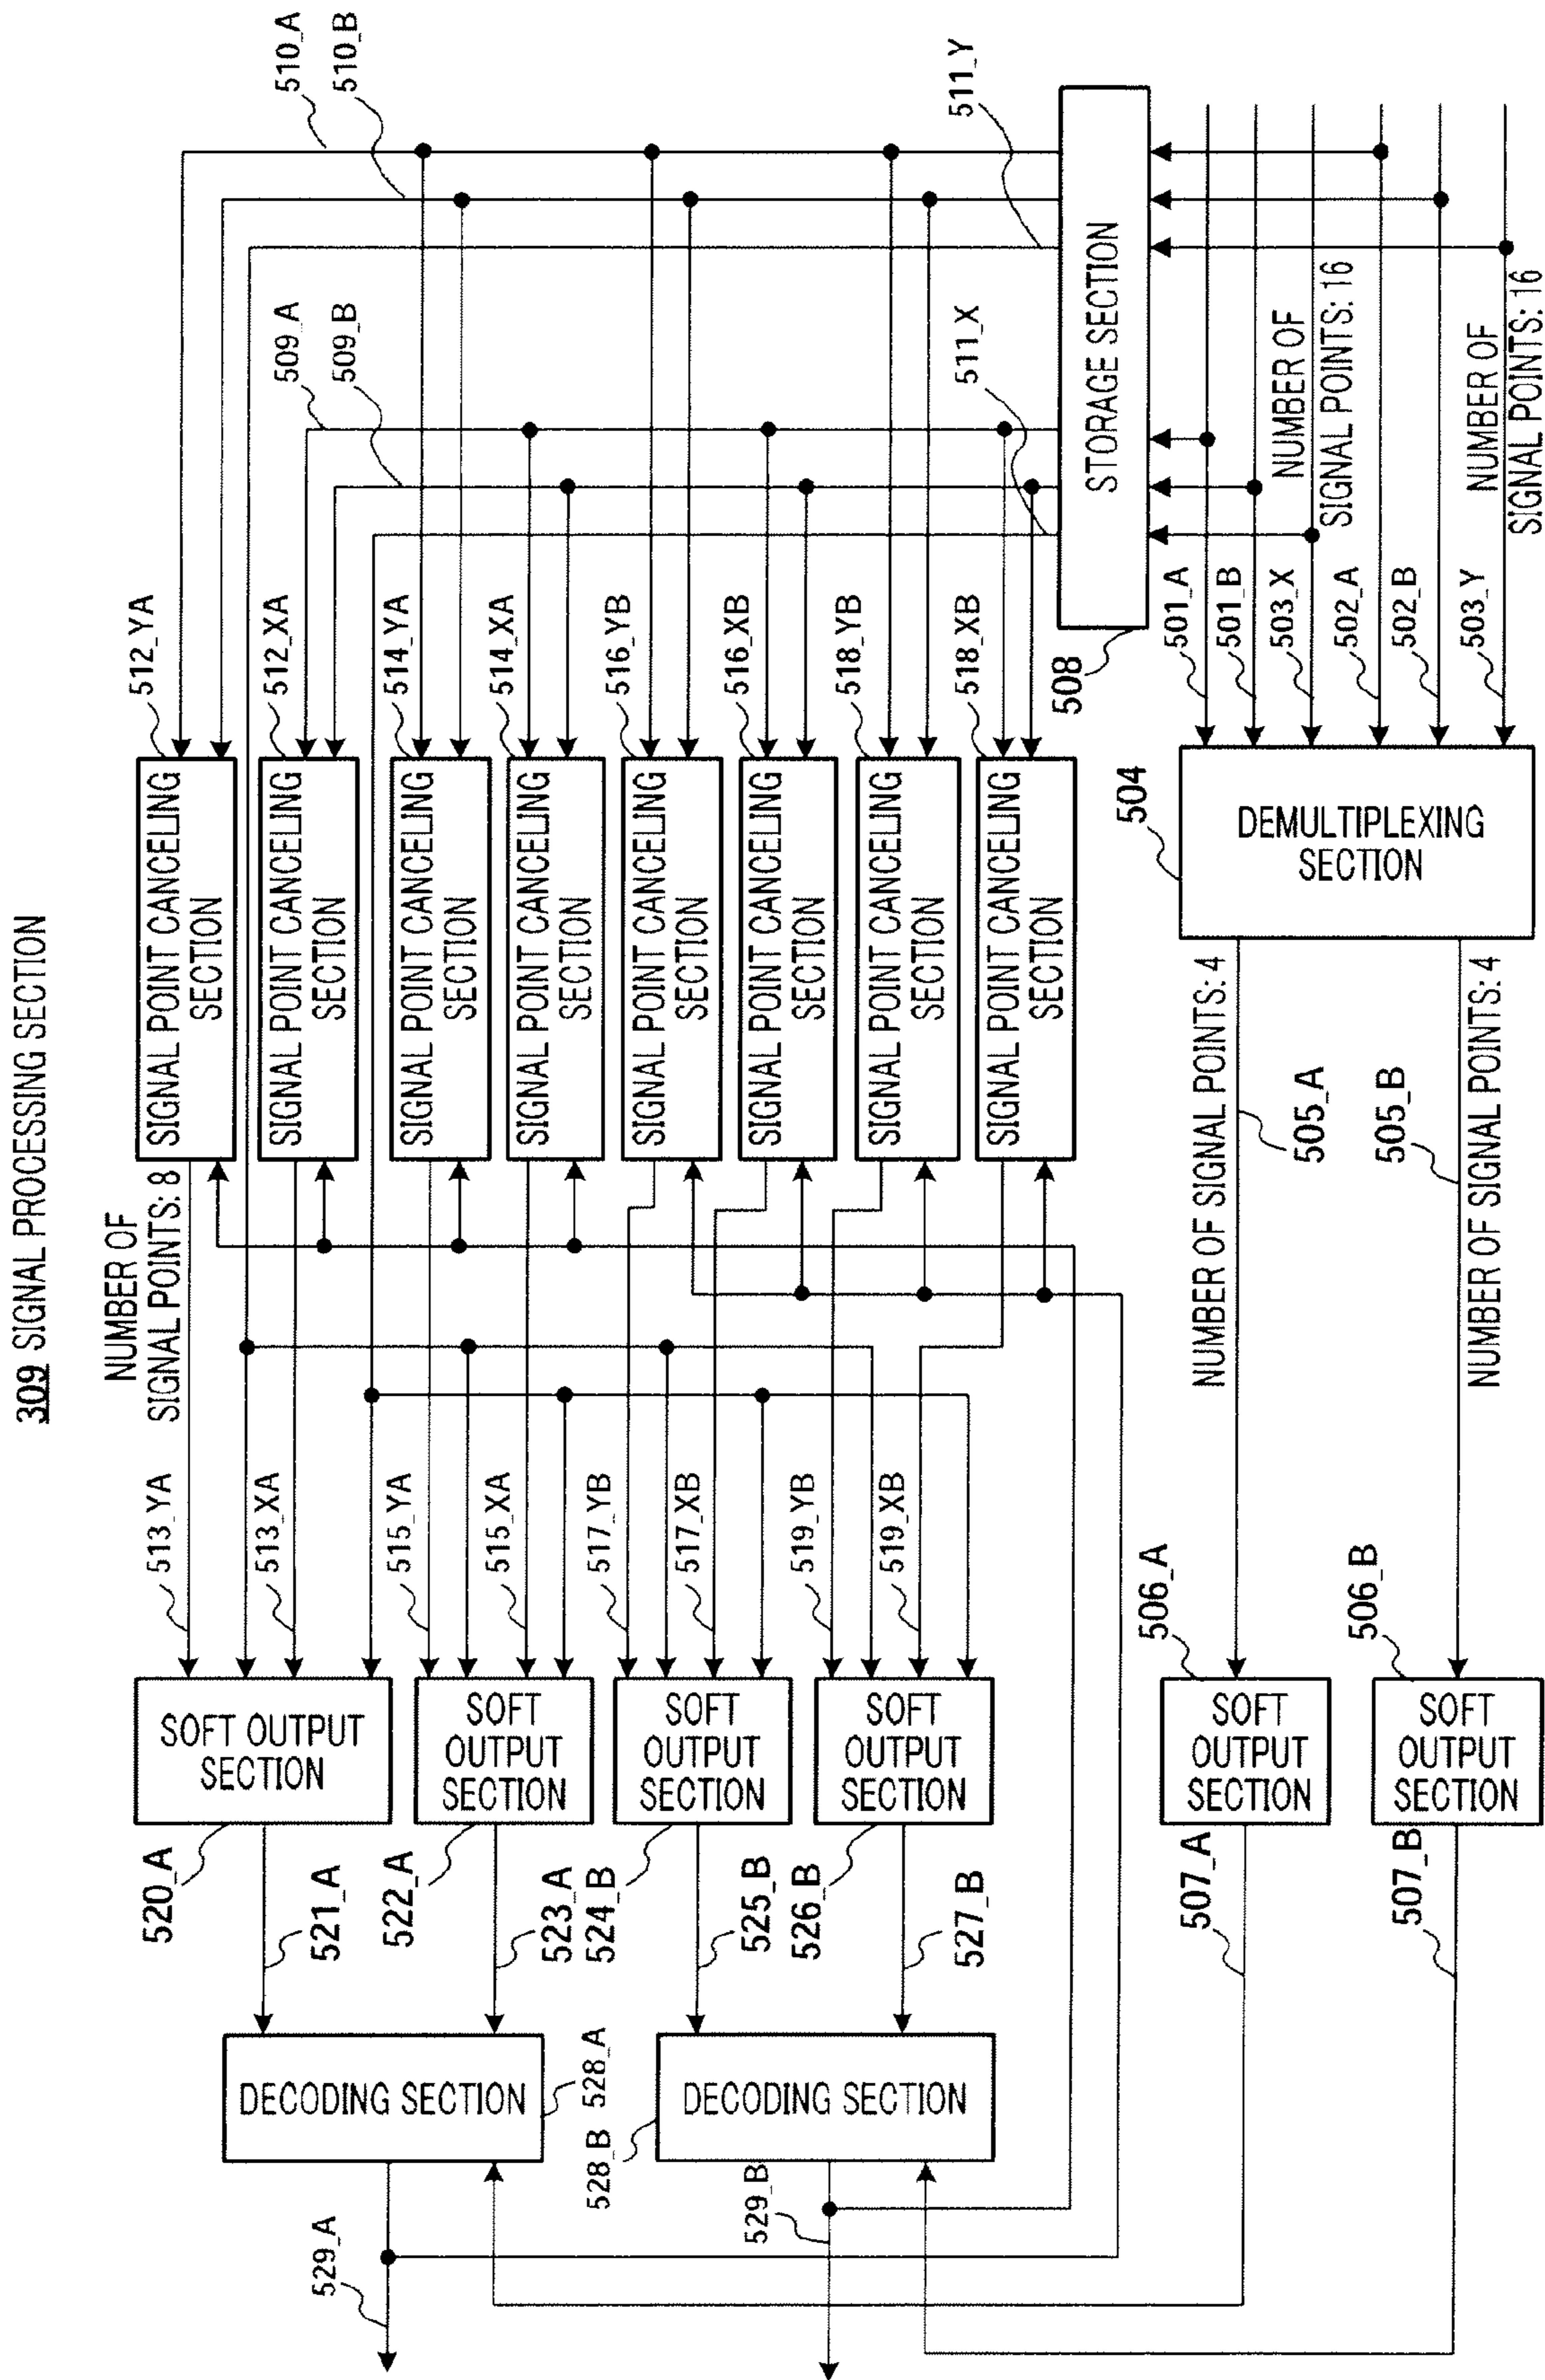 309 SIGNAL PROCESSING SECTION
510_A
510_B
511_Y
509_A
509_B
511_X
STORAGE SECTION
508
NUMBER OF
SIGNAL POINTS: 16
NUMBER OF
SIGNAL POINTS: 16
501_A
501_B
503_X
502_A
502_B
503_Y
504
DEMULTIPLEXING
SECTION
512_YA
512_XA
514_YA
514_XA
516_YB
516_XB
518_YB
518_XB
SIGNAL POINT CANCELING
SECTION
SIGNAL POINT CANCELING
SECTION
SIGNAL POINT CANCELING
SECTION
SIGNAL POINT CANCELING
SECTION
SIGNAL POINT CANCELING
SECTION
SIGNAL POINT CANCELING
SECTION
SIGNAL POINT CANCELING
SECTION
SIGNAL POINT CANCELING
SECTION
NUMBER OF
SIGNAL POINTS: 8
NUMBER OF SIGNAL POINTS: 4
505_A
505_B
NUMBER OF SIGNAL POINTS: 4
513_YA
513_XA
515_YA
515_XA
517_YB
517_XB
519_YB
519_XB
506_A
506_B
SOFT OUTPUT
SECTION
SOFT
OUTPUT
SECTION
SOFT
OUTPUT
SECTION
SOFT
OUTPUT
SECTION
SOFT
OUTPUT
SECTION
SOFT
OUTPUT
SECTION
520_A
521_A
522_A
523_A
524_B
525_B
526_B
527_B
507_A
507_B
DECODING SECTION
528_A
528_B
DECODING SECTION
529_A
529_B